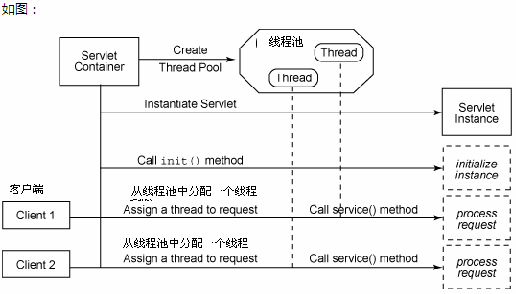 如图：
Servlet Container
Create
Thread Pool
线程池
Thread
Thread
Instantiate Servlet
Servlet Instance
Call init() method
initialize instance
客户端
从线程池中分配一个线程
Client 1
Assign a thread to request
Call service() method
process request
从线程池中分配一个线程
Client 2
Assign a thread to request
Call service() method
process request